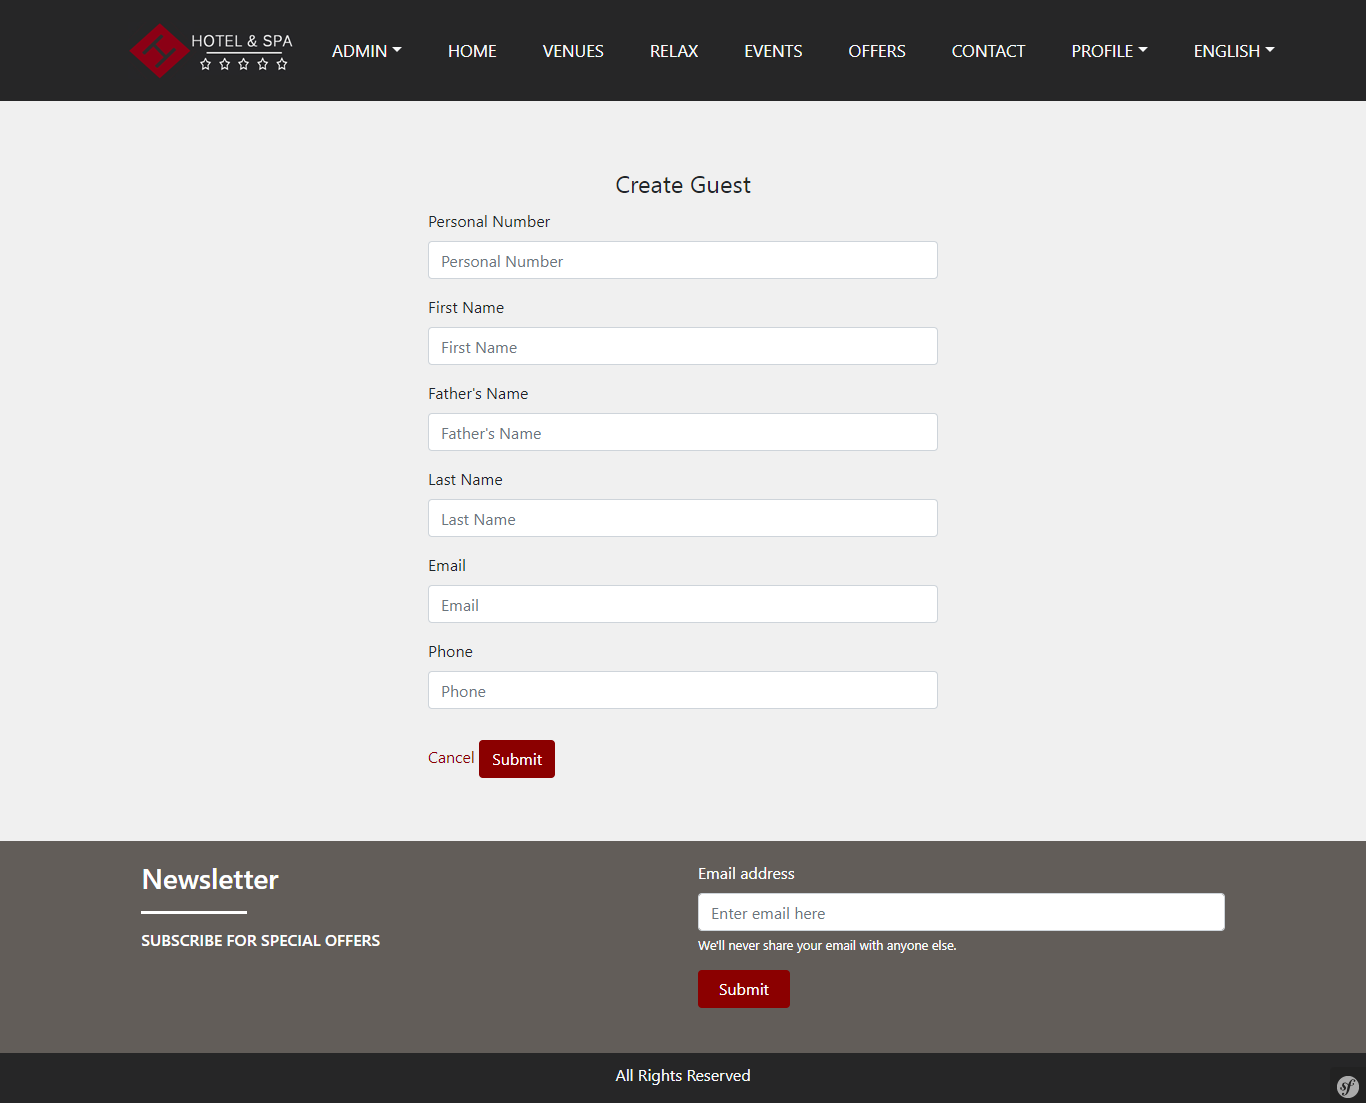 HOTEL & SPA
ADMIN HOME VENUES RELAX EVENTS OFFERS CONTACT PROFILE ENGLISH
Create Guest
Personal Number
Personal Number
First Name
First Name
Father's Name
Father's Name
Last Name
Last Name
Email
Email
Phone
Phone
Cancel Submit
Newsletter
SUBSCRIBE FOR SPECIAL OFFERS
Email address
Enter email here
We'll never share your email with anyone else.
Submit
All Rights Reserved
sf